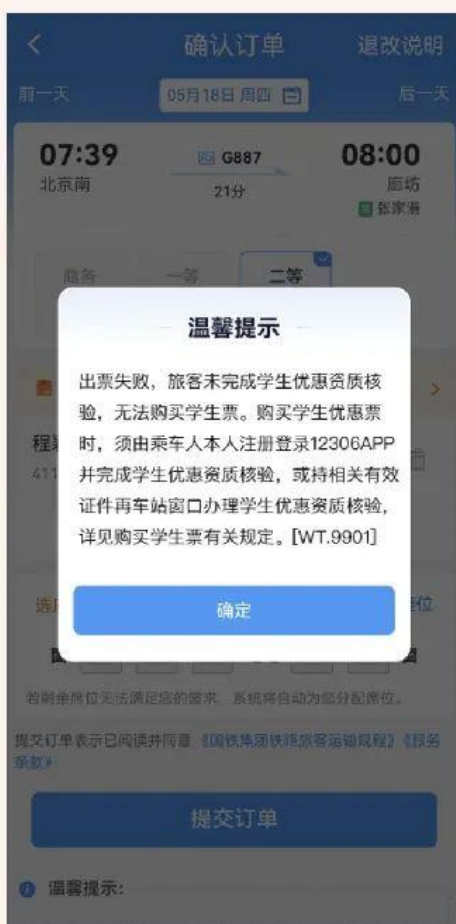 确认订单
退改说明
前一天
05月18日 周四
后一天
07:39
G887
08:00
北京南
21分
廊坊
张家港
商务
一等
二等
温馨提示
出票失败，旅客未完成学生优惠资质核
验，无法购买学生票。购买学生优惠票
时，须由乘车人本人注册登录12306APP
并完成学生优惠资质核验，或持相关有效
证件再车站窗口办理学生优惠资质核验，
详见购买学生票有关规定。[WT.9901]
程
411
确定
选
位
若剩余席位无法满足您的需求，系统将自动为您分配席位。
提交订单表示已阅读并同意《国铁集团铁路旅客运输规程》《服务
条款》
提交订单
温馨提示: